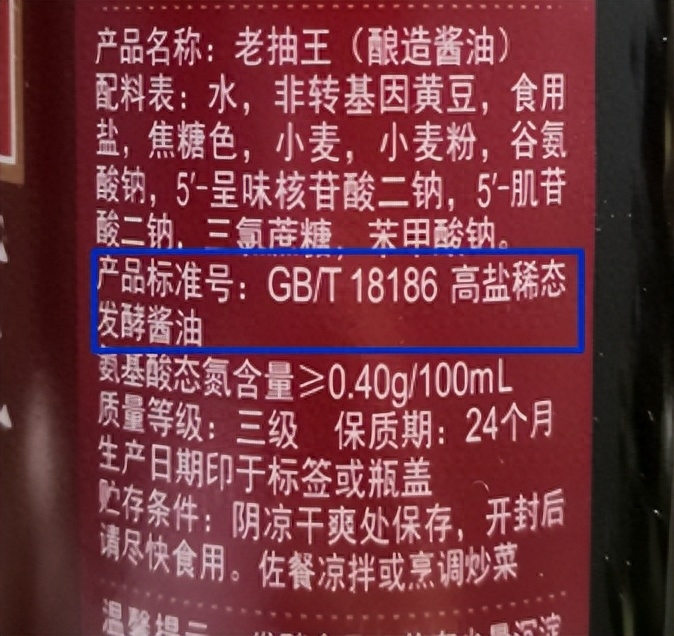 产品名称：老抽王（酿造酱油）
配料表：水，非转基因黄豆，食用
盐，焦糖色，小麦，小麦粉，谷氨
酸钠，5′-呈味核苷酸二钠，5′-肌苷
酸二钠，三氯蔗糖，苯甲酸钠。
产品标准号：GB/T 18186 高盐稀态
发酵酱油
氨基酸态氮含量≥0.40g/100mL
质量等级：三级 保质期：24个月
生产日期印于标签或瓶盖
贮存条件：阴凉干爽处保存，开封后
请尽快食用。佐餐凉拌或烹调炒菜
温馨提示